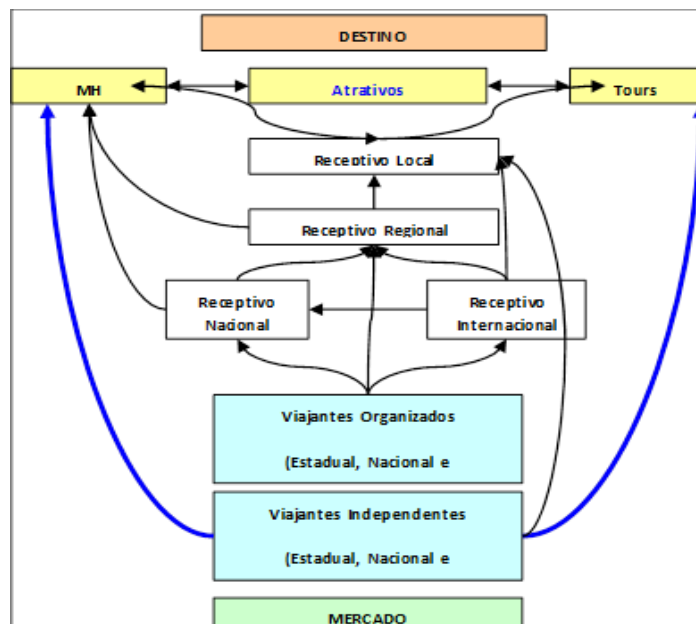 DESTINO
MH
Atrativos
Tours
Receptivo Local
Receptivo Regional
Receptivo
Nacional
Receptivo
Internacional
Viajantes Organizados
(Estadual, Nacional e
Viajantes Independentes
(Estadual, Nacional e
MERCADO